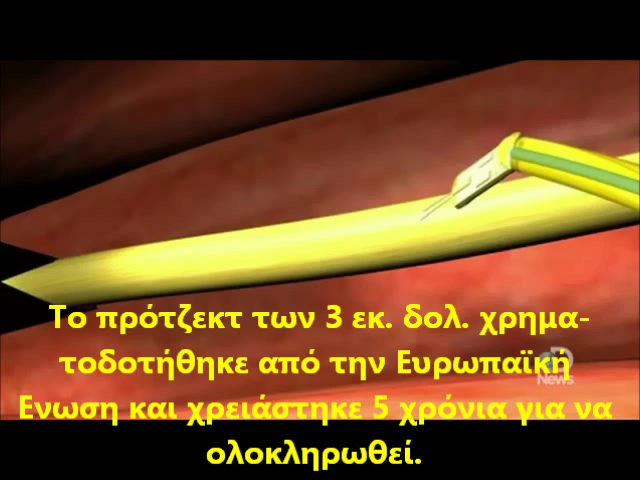 Το πρότζεκτ των 3 εκ. δολ. χρημα-
τοδοτήθηκε από την Ευρωπαϊκή
Ενωση και χρειάστηκε 5 χρόνια για να
ολοκληρωθεί.
D
News